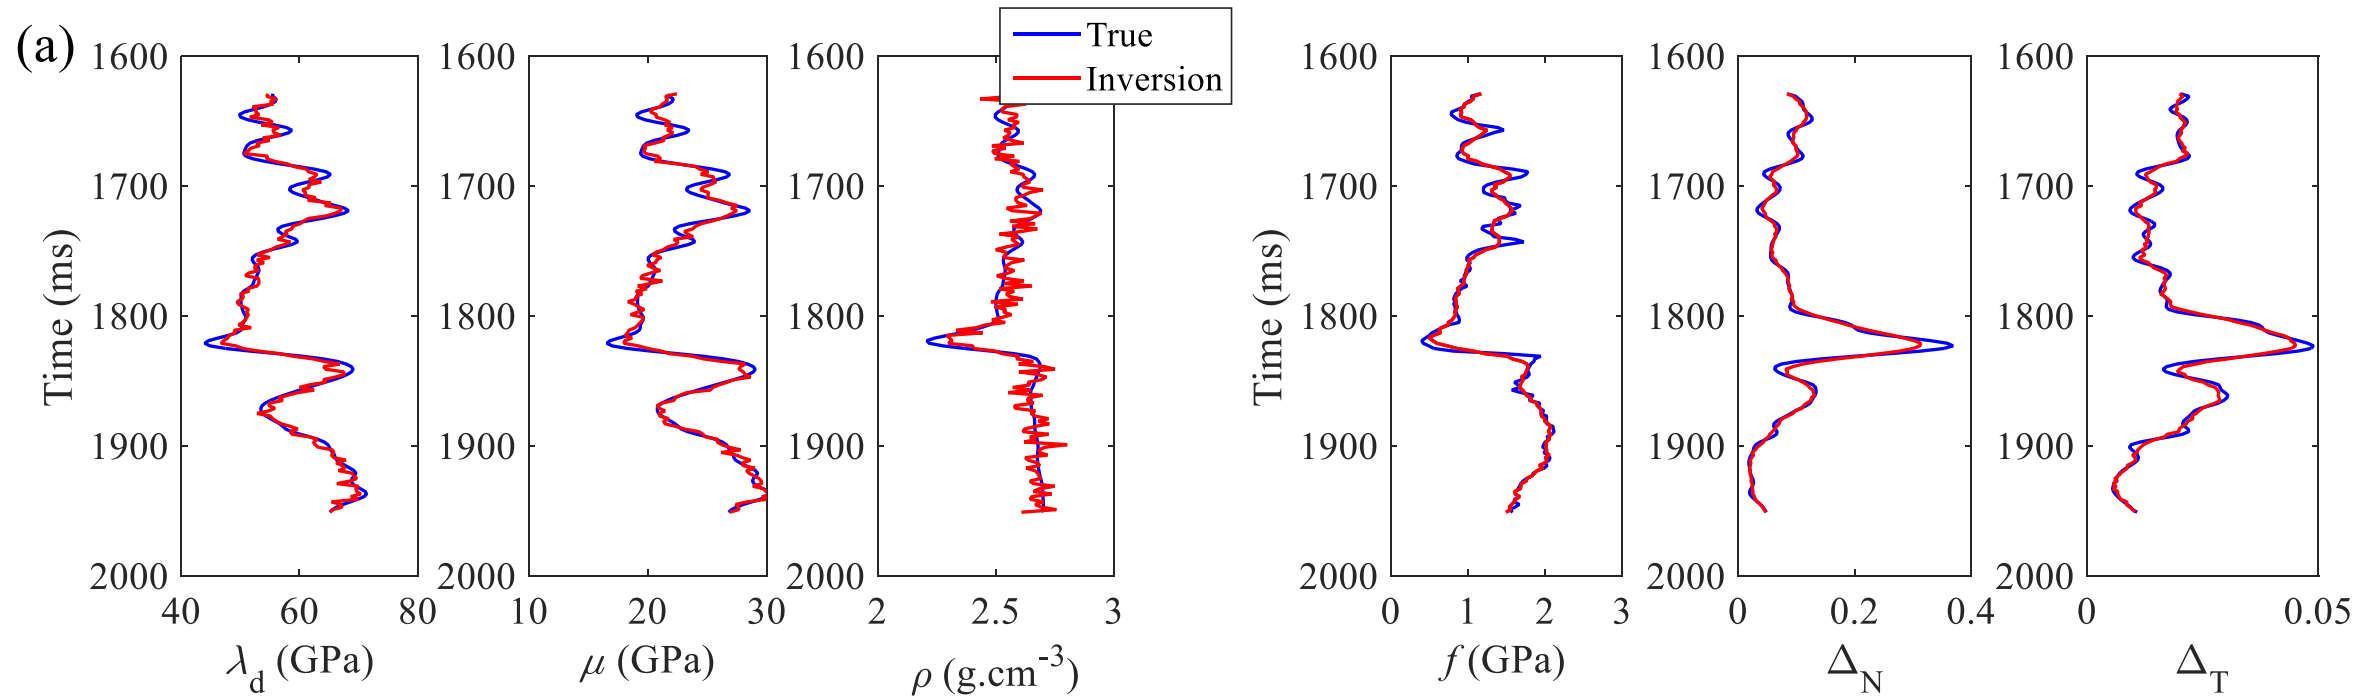 (a)
True
Inversion
1600 1600 1600 1600 1600 1600
1700 1700 1700 1700 1700 1700
1800 1800 1800 1800 1800 1800
1900 1900 1900 1900 1900 1900
2000 2000 2000 2000 2000 2000
Time (ms)
Time (ms)
40 60 80 10 20 30 2 2.5 3 0 1 2 3 0 0.2 0.4 0 0.05
λd (GPa) μ (GPa) ρ (g.cm-3) f (GPa) ΔN ΔT